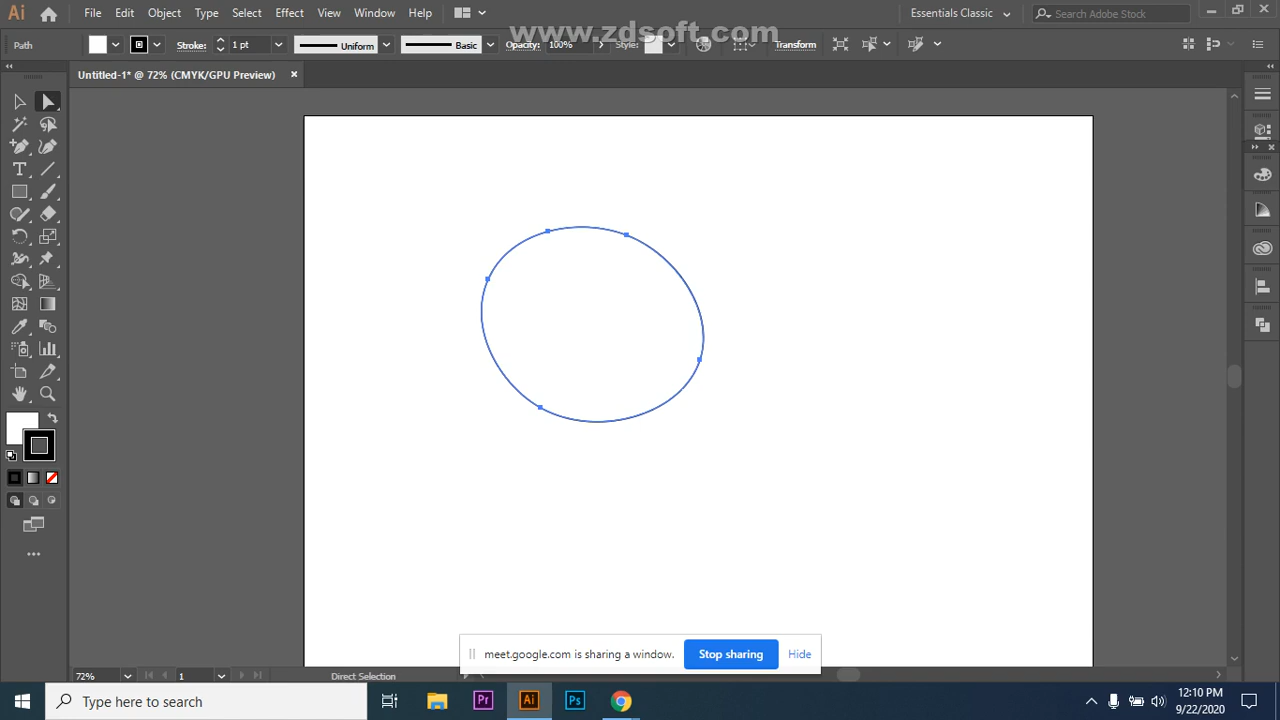 Ai File Edit Object Type Select Effect View Window Help Essentials Classic Search Adobe Stock
www.zdsoft.com
Path Stroke: 1 pt Uniform Basic Opacity: 100% Style: Transform
Untitled-1* @ 72% (CMYK/GPU Preview)
meet.google.com is sharing a window. Stop sharing Hide
72% 1 Direct Selection
Type here to search Pr Ai Ps 12:10 PM
9/22/2020